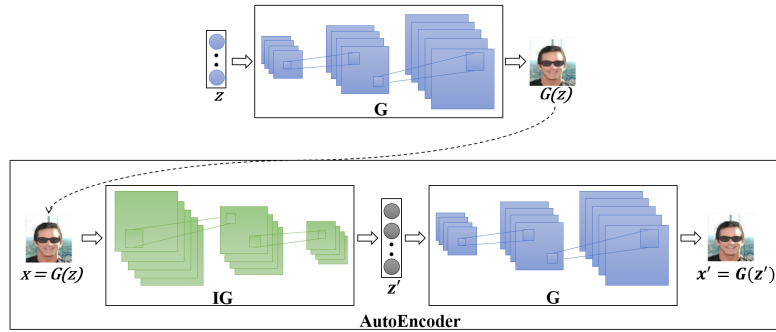 z
G
G(z)
x = G(z)
IG
z'
G
x' = G(z')
AutoEncoder